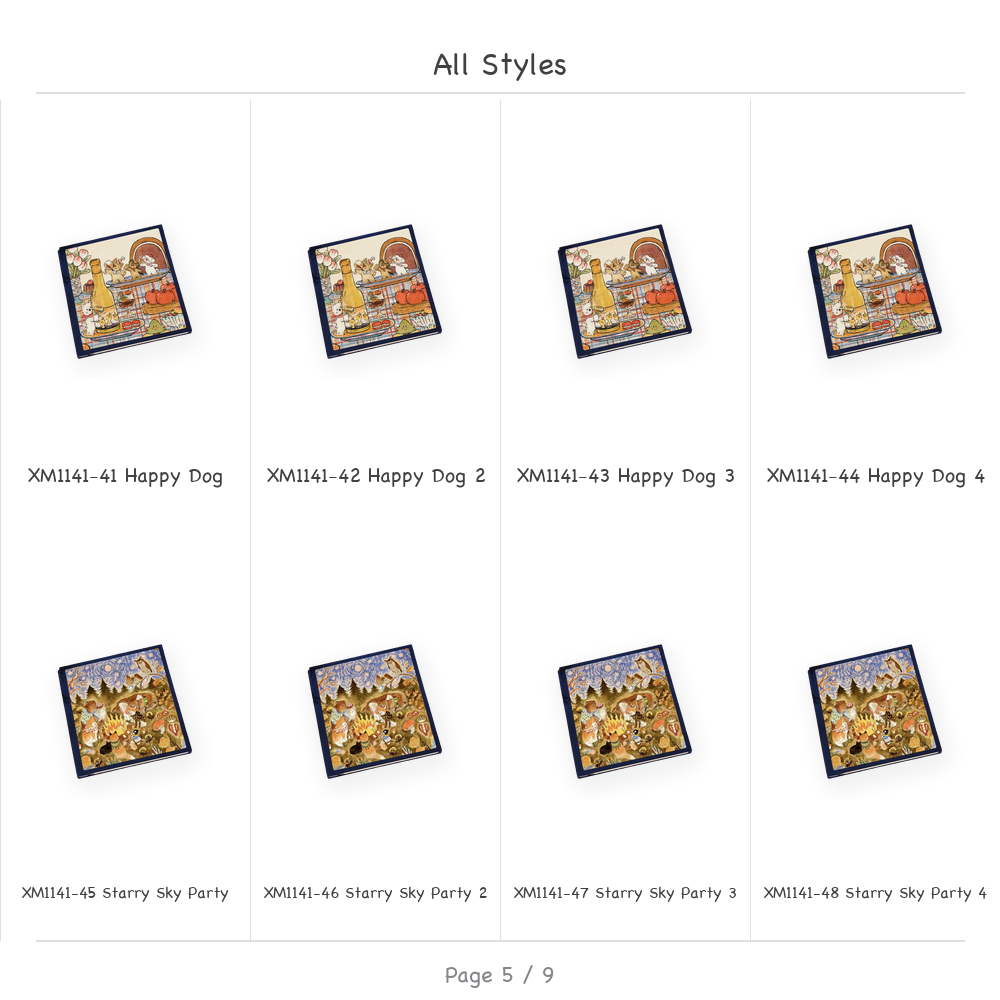 All Styles
XM1141-41 Happy Dog
XM1141-42 Happy Dog 2
XM1141-43 Happy Dog 3
XM1141-44 Happy Dog 4
XM1141-45 Starry Sky Party
XM1141-46 Starry Sky Party 2
XM1141-47 Starry Sky Party 3
XM1141-48 Starry Sky Party 4
Page 5 / 9